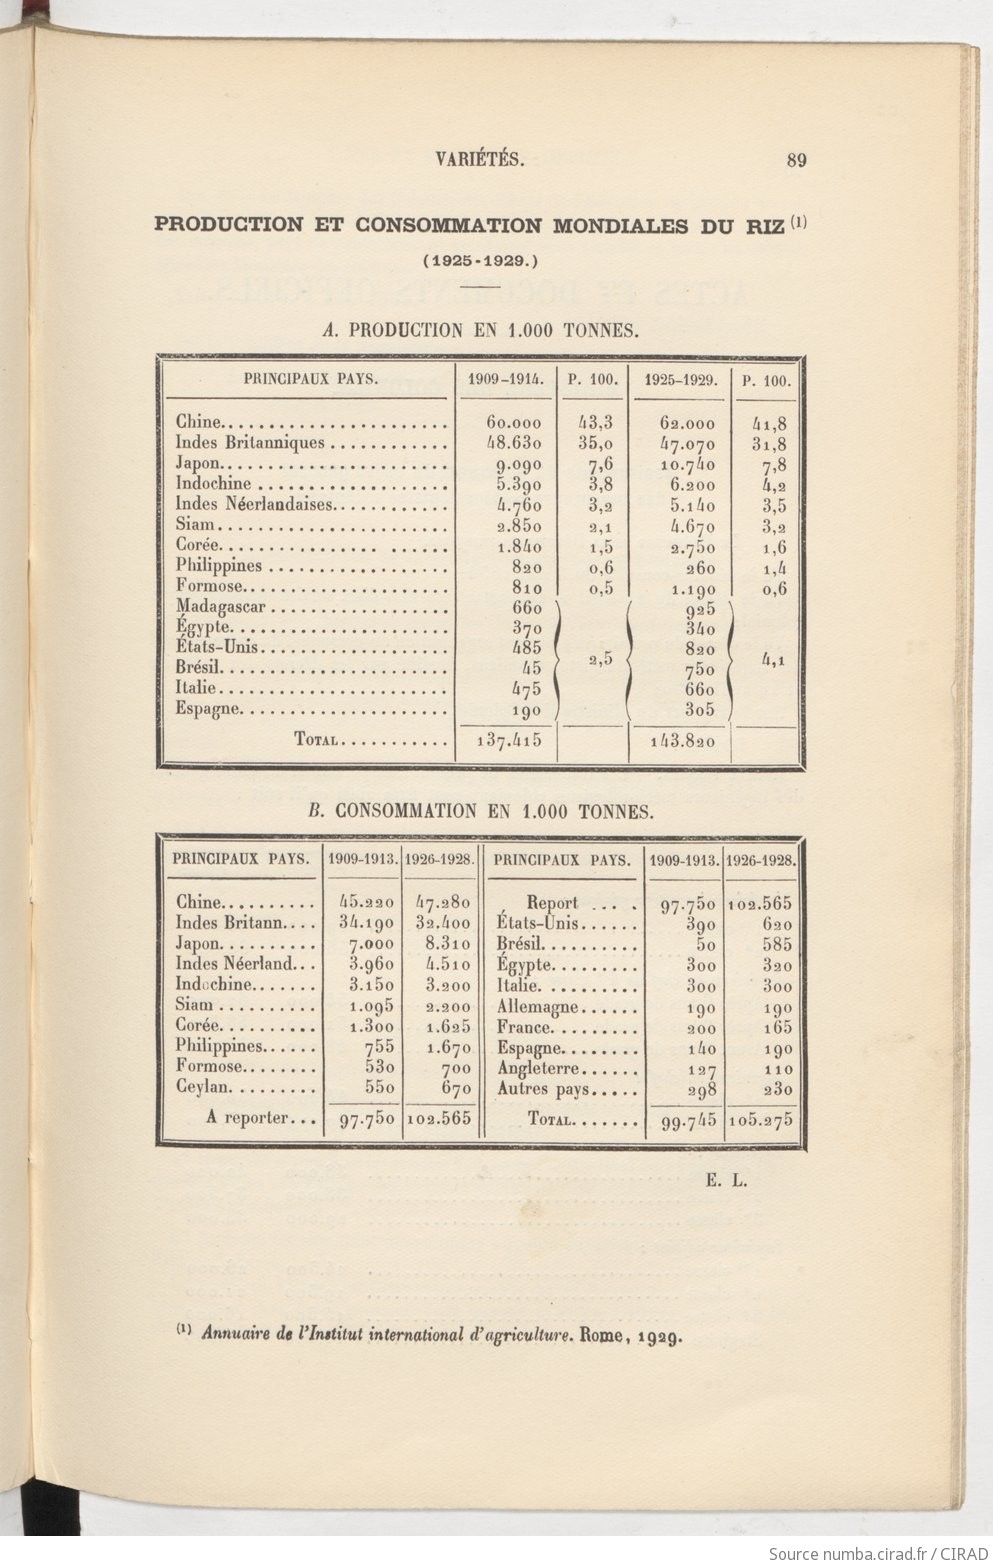 VARIÉTÉS. 89
PRODUCTION ET CONSOMMATION MONDIALES DU RIZ (1)
(1925-1929.)
A. PRODUCTION EN 1.000 TONNES.
PRINCIPAUX PAYS. 1909-1914. P. 100. 1925-1929. P. 100.
Chine....................... 60.000 43,3 62.000 41,8
Indes Britanniques............ 48.630 35,0 47.070 31,8
Japon....................... 9.090 7,6 10.740 7,8
Indochine................... 5.390 3,8 6.200 4,2
Indes Néerlandaises............ 4.760 3,2 5.140 3,5
Siam....................... 2.850 2,1 4.670 3,2
Corée...................... 1.840 1,5 2.750 1,6
Philippines.................. 820 0,6 260 1,4
Formose..................... 810 0,5 1.190 0,6
Madagascar.................. 660 925
Égypte...................... 370 340
États-Unis................... 485 820
2,5 4,1
Brésil....................... 45 750
Italie....................... 475 660
Espagne..................... 190 305
TOTAL........... 137.415 143.820
B. CONSOMMATION EN 1.000 TONNES.
PRINCIPAUX PAYS. 1909-1913. 1926-1928. PRINCIPAUX PAYS. 1909-1913. 1926-1928.
Chine.......... 45.220 47.280 Report .... 97.750 102.565
Indes Britann.... 34.190 32.400 États-Unis...... 390 620
Japon.......... 7.000 8.310 Brésil.......... 50 585
Indes Néerland... 3.960 4.510 Égypte......... 300 320
Indochine....... 3.150 3.200 Italie.......... 300 300
Siam.......... 1.095 2.200 Allemagne...... 190 190
Corée.......... 1.300 1.625 France......... 200 165
Philippines...... 755 1.670 Espagne........ 140 190
Formose........ 530 700 Angleterre...... 127 110
Ceylan......... 550 670 Autres pays..... 298 230
A reporter... 97.750 102.565 TOTAL....... 99.745 105.275
E. L.
(1) Annuaire de l'Institut international d'agriculture. Rome, 1929.
Source numba.cirad.fr / CIRAD